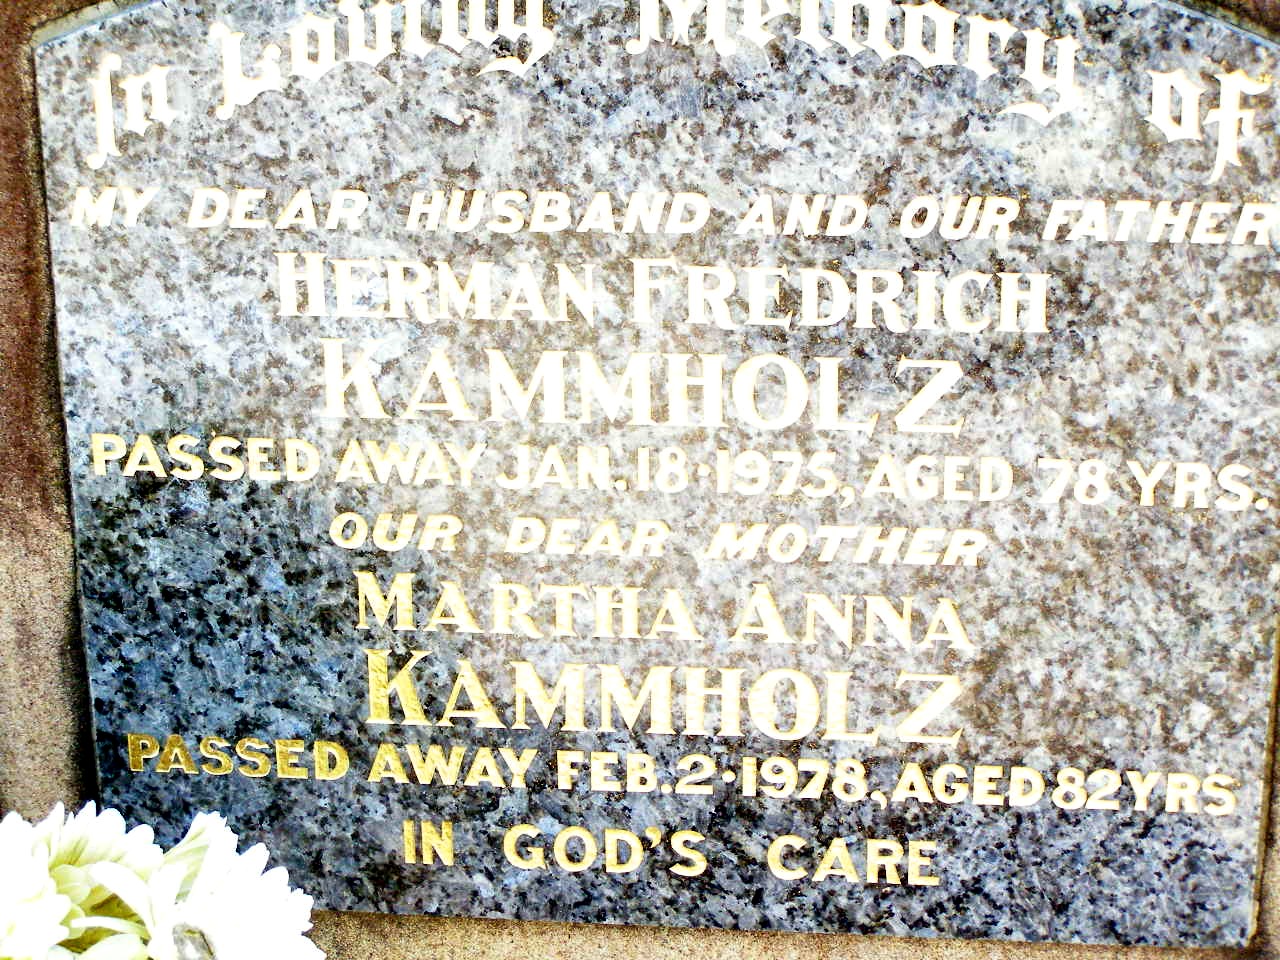 In Loving Memory of
MY DEAR HUSBAND AND OUR FATHER
HERMAN FREDRICH
KAMMHOLZ
PASSED AWAY JAN. 18·1975, AGED 78 YRS.
OUR DEAR MOTHER
MARTHA ANNA
KAMMHOLZ
PASSED AWAY FEB. 2·1978, AGED 82 YRS
IN GOD'S CARE